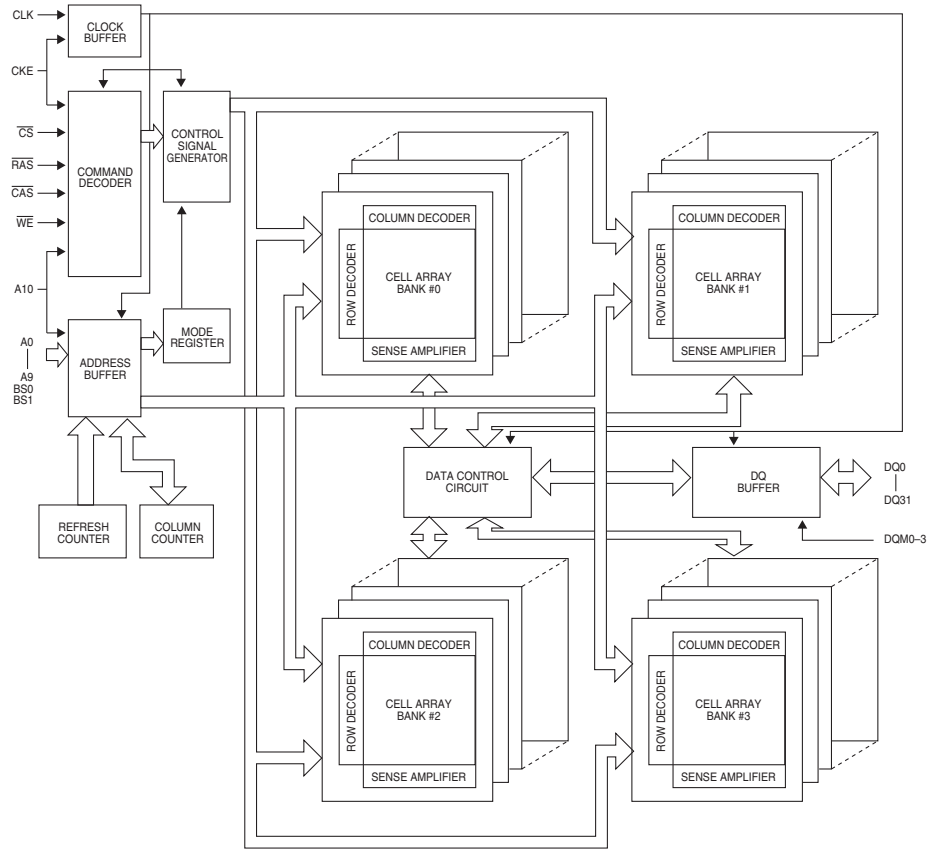 CLK
CLOCK
BUFFER
CKE
CS
RAS
CAS
WE
COMMAND
DECODER
CONTROL
SIGNAL
GENERATOR
A10
A0
A9
BS0
BS1
ADDRESS
BUFFER
MODE
REGISTER
REFRESH
COUNTER
COLUMN
COUNTER
COLUMN DECODER
ROW DECODER
CELL ARRAY
BANK #0
SENSE AMPLIFIER
COLUMN DECODER
ROW DECODER
CELL ARRAY
BANK #1
SENSE AMPLIFIER
DATA CONTROL
CIRCUIT
DQ
BUFFER
DQ0
DQ31
DQM0–3
COLUMN DECODER
ROW DECODER
CELL ARRAY
BANK #2
SENSE AMPLIFIER
COLUMN DECODER
ROW DECODER
CELL ARRAY
BANK #3
SENSE AMPLIFIER